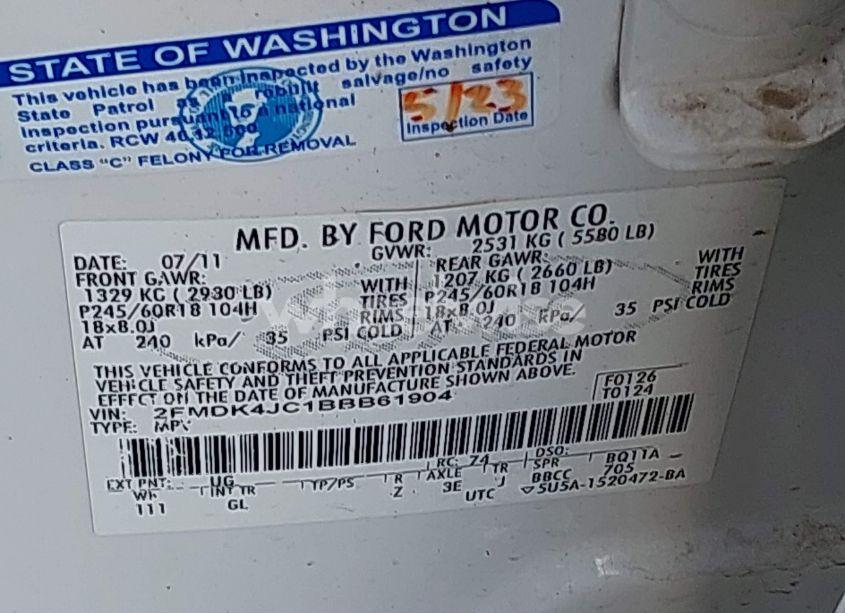 STATE OF WASHINGTON
This vehicle has been inspected by the Washington
State Patrol as a rebuilt salvage/no safety
inspection pursuant to a national
criteria. RCW 46.12.560
CLASS "C" FELONY FOR REMOVAL
5/23
Inspection Date
MFD. BY FORD MOTOR CO.
DATE: 07/11 GVWR: 2531 KG ( 5580 LB)
FRONT GAWR: REAR GAWR:
1329 KG ( 2930 LB) WITH 1207 KG ( 2660 LB) WITH
P245/60R18 104H TIRES P245/60R18 104H TIRES
18x8.0J RIMS 18x8.0J RIMS
AT 240 kPa/ 35 PSI COLD AT 240 kPa/ 35 PSI COLD
THIS VEHICLE CONFORMS TO ALL APPLICABLE FEDERAL MOTOR
VEHICLE SAFETY AND THEFT PREVENTION STANDARDS IN
EFFECT ON THE DATE OF MANUFACTURE SHOWN ABOVE.
VIN: 2FMDK4JC1BBB61904 F0126
TYPE: MPV T0124
EXT PNT: UG RC: 74 DSO: BQ11A
INT TR TP/PS R AXLE TR SPR 705
WF GL Z 3E J BBCC
111 UTC ▽5U5A-1520472-BA